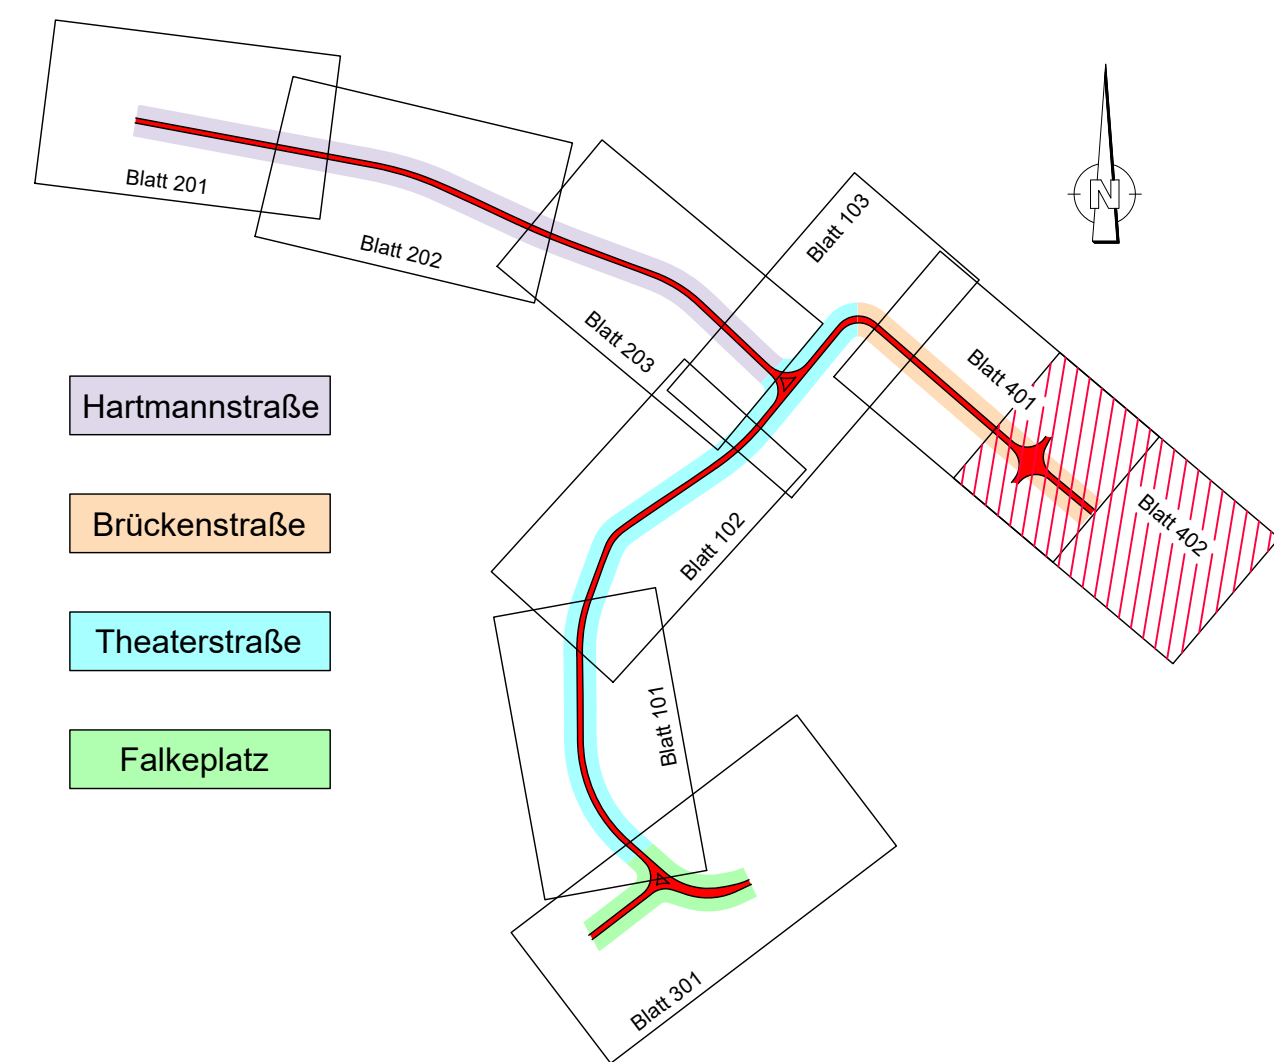 Blatt 201
Blatt 202
Blatt 203
Blatt 103
N
Blatt 401
Blatt 402
Blatt 102
Blatt 101
Blatt 301
Hartmannstraße
Brückenstraße
Theaterstraße
Falkeplatz